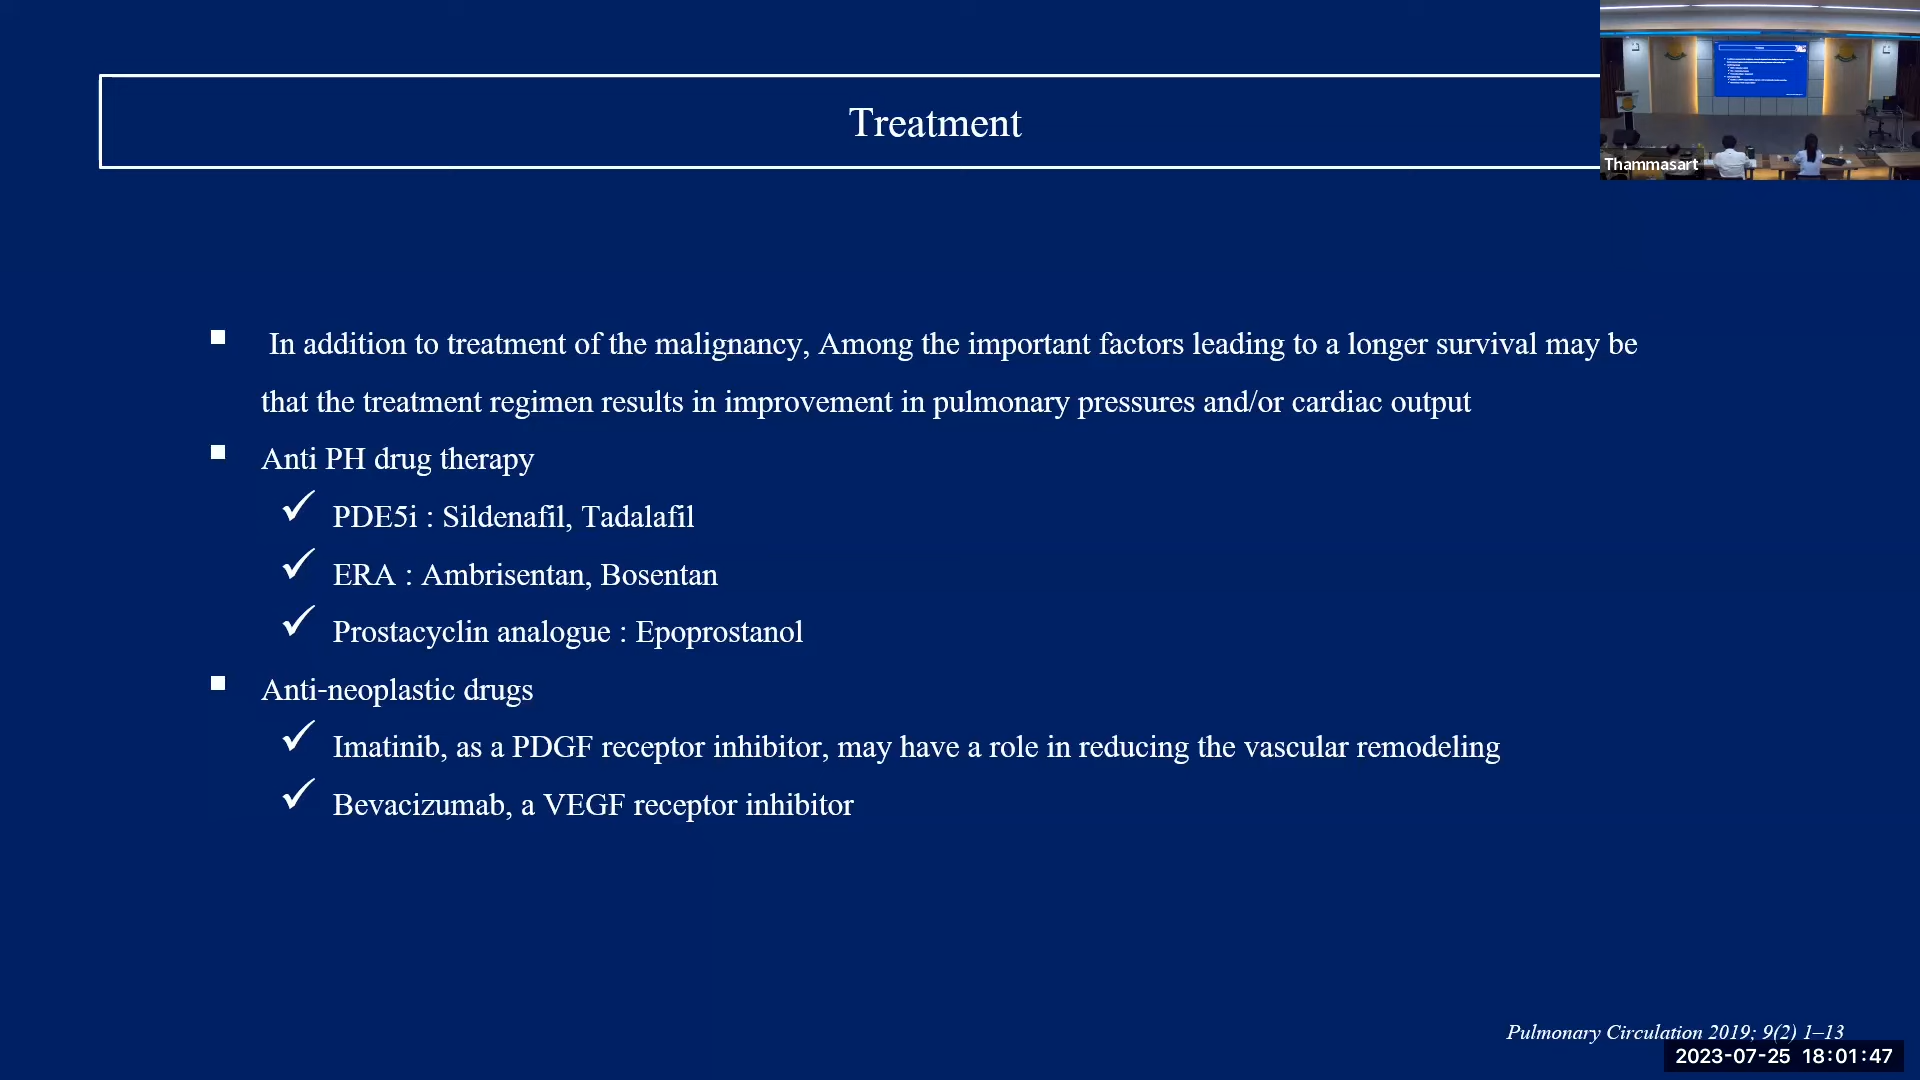 Treatment
Thammasart
In addition to treatment of the malignancy, Among the important factors leading to a longer survival may be
that the treatment regimen results in improvement in pulmonary pressures and/or cardiac output
Anti PH drug therapy
PDE5i : Sildenafil, Tadalafil
ERA : Ambrisentan, Bosentan
Prostacyclin analogue : Epoprostanol
Anti-neoplastic drugs
Imatinib, as a PDGF receptor inhibitor, may have a role in reducing the vascular remodeling
Bevacizumab, a VEGF receptor inhibitor
Pulmonary Circulation 2019; 9(2) 1–13
2023-07-25 18:01:47